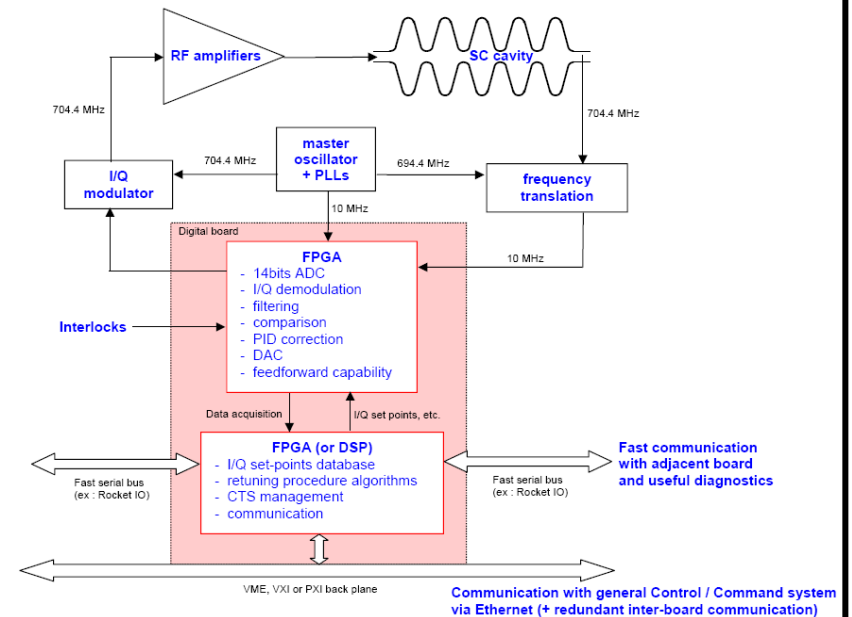 RF amplifiers
SC cavity
704.4 MHz
704.4 MHz
master
oscillator
+ PLLs
704.4 MHz
694.4 MHz
I/Q
modulator
frequency
translation
10 MHz
Digital board
FPGA
- 14bits ADC
- I/Q demodulation
- filtering
- comparison
- PID correction
- DAC
- feedforward capability
10 MHz
Interlocks
Data acquisition
I/Q set points, etc.
FPGA (or DSP)
- I/Q set-points database
- retuning procedure algorithms
- CTS management
- communication
Fast serial bus
(ex : Rocket IO)
Fast serial bus
(ex : Rocket IO)
Fast communication
with adjacent board
and useful diagnostics
VME, VXI or PXI back plane
Communication with general Control / Command system
via Ethernet (+ redundant inter-board communication)